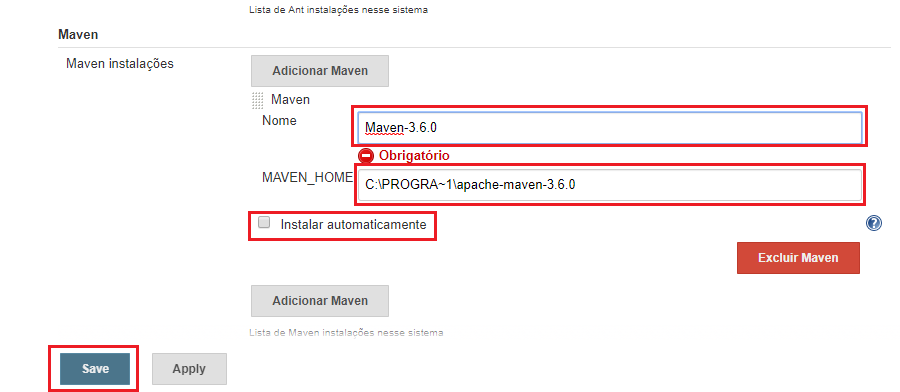 Lista de Ant instalações nesse sistema
Maven
Maven instalações
Adicionar Maven
Maven
Nome
Maven-3.6.0
Obrigatório
MAVEN_HOME
C:\PROGRA~1\apache-maven-3.6.0
Instalar automaticamente
Excluir Maven
Adicionar Maven
Lista de Maven instalações nesse sistema
Save Apply